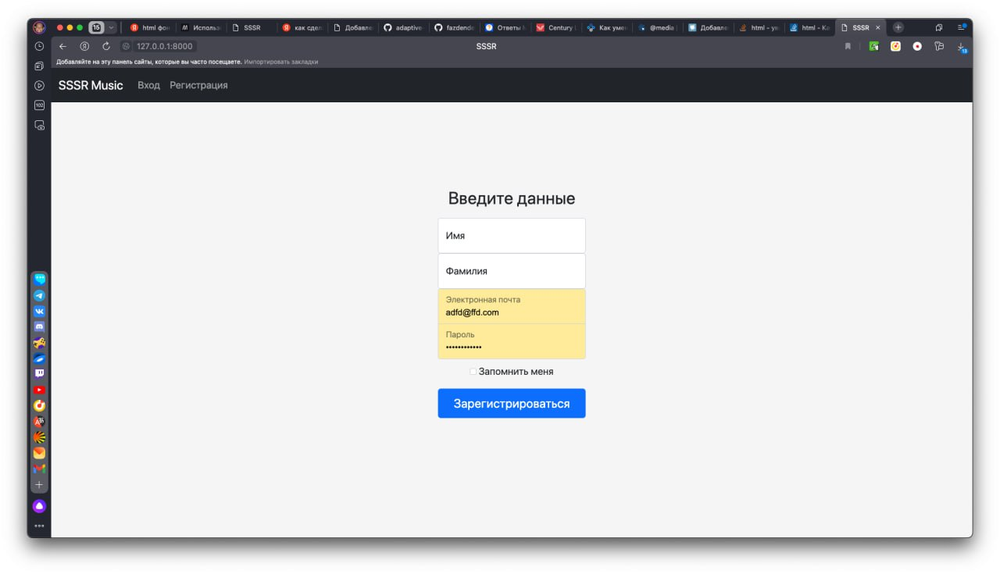 15 html фон Использ SSSR как сдел Добавле adaptive- fazdende Ответы М Century L Как умен @media Добавле html - ув html - Ка SSSR
127.0.0.1:8000 SSSR
Добавляйте на эту панель сайты, которые вы часто посещаете. Импортировать закладки
SSSR Music Вход Регистрация
102
13
Введите данные
Имя
Фамилия
Электронная почта
adfd@ffd.com
Пароль
••••••••••••
Запомнить меня
Зарегистрироваться